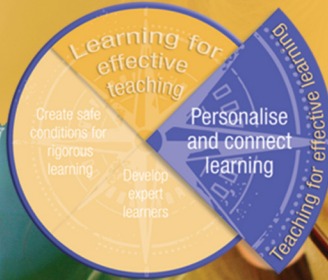 Learning for
effective
teaching
Create safe
conditions for
rigorous
learning
Develop
expert
learners
Personalise
and connect
learning
Teaching for effective learning